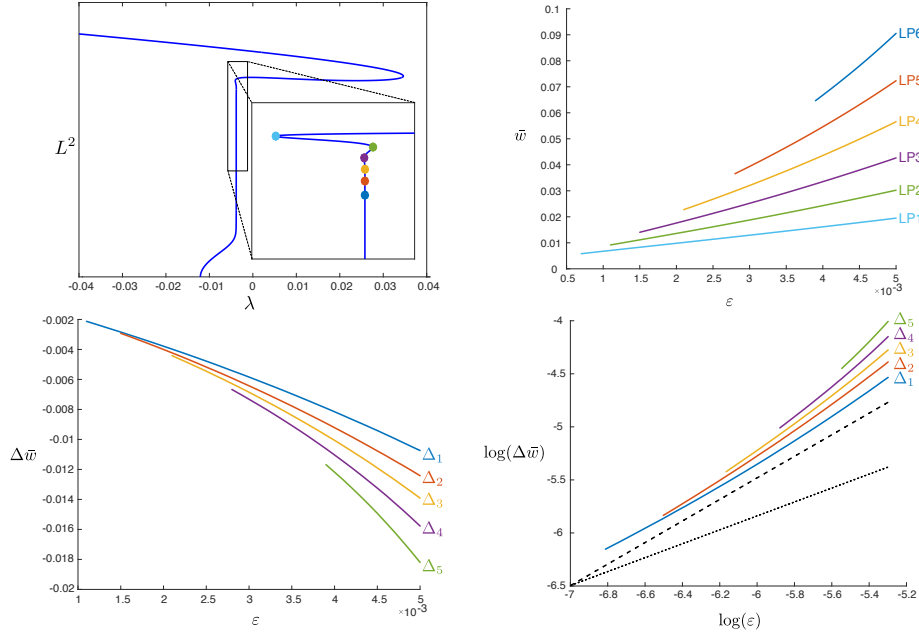 L²
-0.04 -0.03 -0.02 -0.01 0 0.01 0.02 0.03 0.04
λ
0.1
0.09
0.08
0.07
0.06
0.05
0.04
0.03
0.02
0.01
0
w̄
LP6
LP5
LP4
LP3
LP2
LP1
0.5 1 1.5 2 2.5 3 3.5 4 4.5 5
×10⁻³
ε
-0.002
-0.004
-0.006
-0.008
-0.01
-0.012
-0.014
-0.016
-0.018
-0.02
Δw̄
Δ₁
Δ₂
Δ₃
Δ₄
Δ₅
1 1.5 2 2.5 3 3.5 4 4.5 5
×10⁻³
ε
-4
-4.5
-5
-5.5
-6
-6.5
log(Δw̄)
Δ₅
Δ₄
Δ₃
Δ₂
Δ₁
-7 -6.8 -6.6 -6.4 -6.2 -6 -5.8 -5.6 -5.4 -5.2
log(ε)